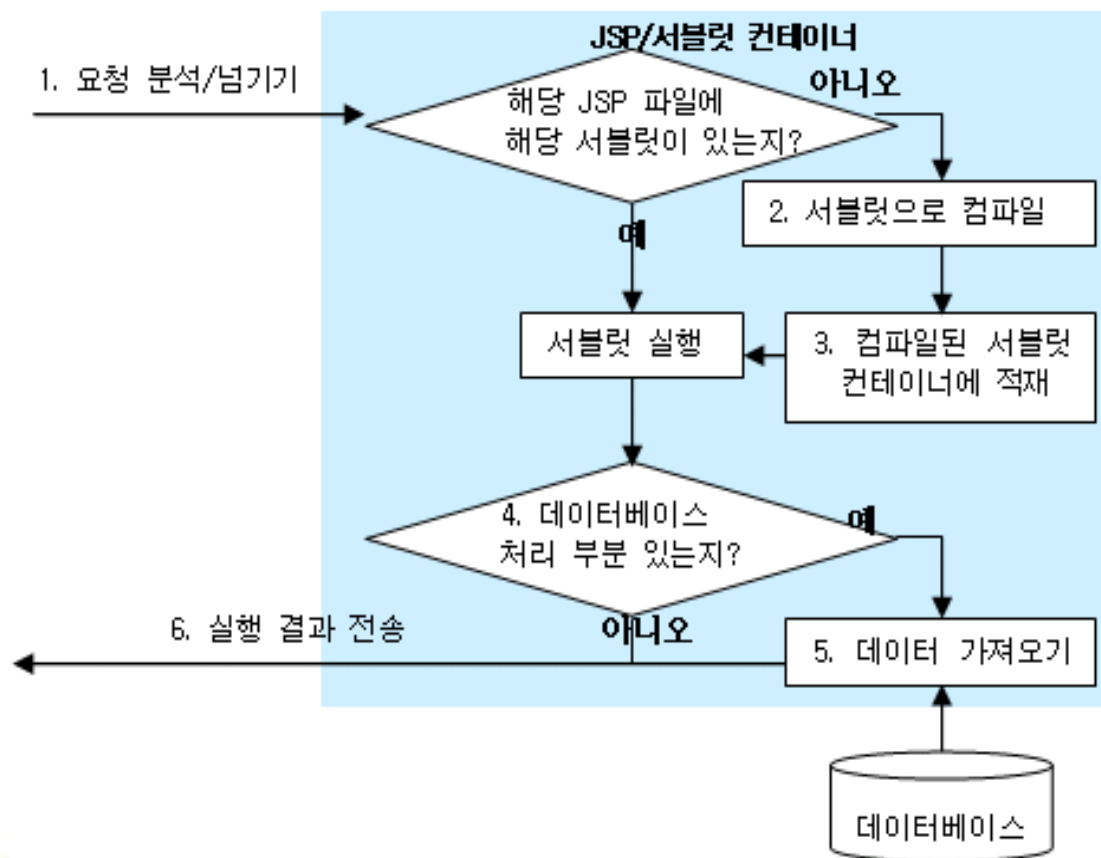 JSP/서블릿 컨테이너
1. 요청 분석/넘기기
해당 JSP 파일에
해당 서블릿이 있는지?
아니오
2. 서블릿으로 컴파일
예
서블릿 실행
3. 컴파일된 서블릿
컨테이너에 적재
4. 데이터베이스
처리 부분 있는지?
예
아니오
6. 실행 결과 전송
5. 데이터 가져오기
데이터베이스